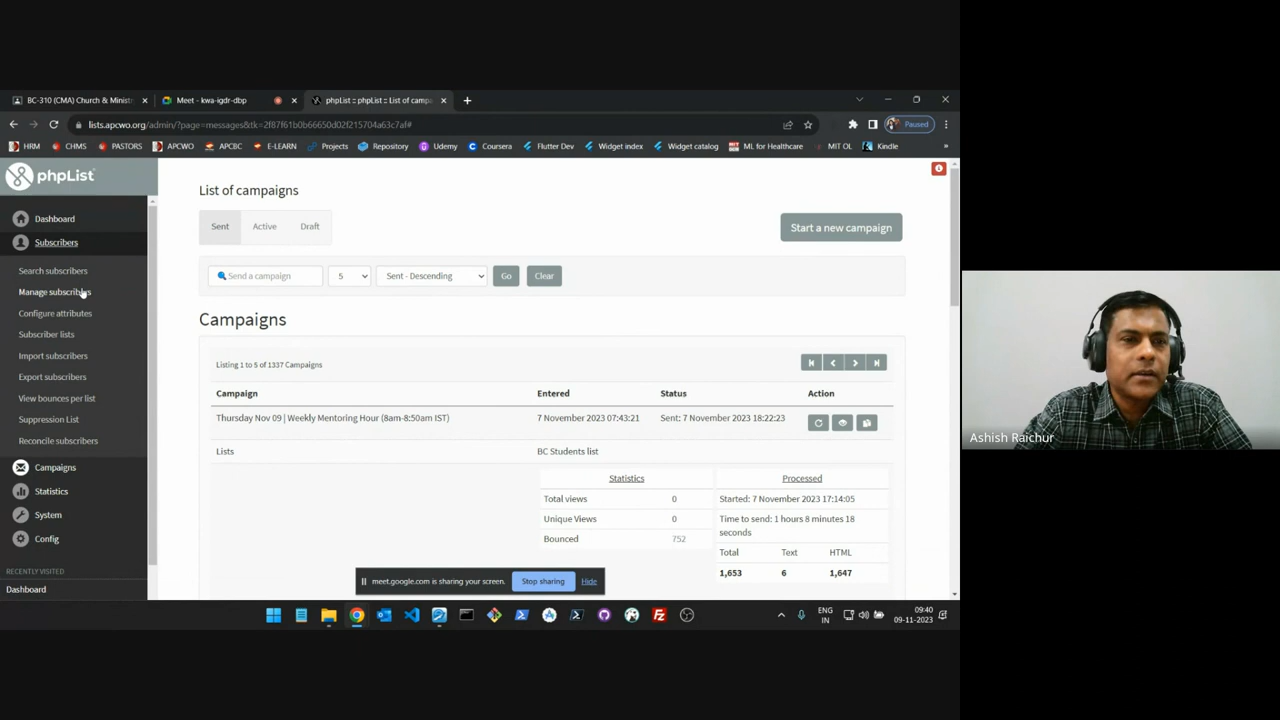 BC-310 (CMA) Church & Minist
Meet - kwa-igdr-dbp
phpList :: phpList :: List of camp
lists.apcwo.org/admin/?page=messages&tk=2f87f61b0b66650d02f215704a63c7af#
Paused
HRM
CHMS
PASTORS
APCWO
APCBC
E-LEARN
Projects
Repository
Udemy
Coursera
Flutter Dev
Widget index
Widget catalog
ML for Healthcare
MIT OL
Kindle
phpList
Dashboard
Subscribers
Search subscribers
Manage subscribers
Configure attributes
Subscriber lists
Import subscribers
Export subscribers
View bounces per list
Suppression List
Reconcile subscribers
Campaigns
Statistics
System
Config
RECENTLY VISITED
Dashboard
List of campaigns
Sent Active Draft
Start a new campaign
Send a campaign 5 Sent - Descending Go Clear
Campaigns
Listing 1 to 5 of 1337 Campaigns
Campaign Entered Status Action
Thursday Nov 09 | Weekly Mentoring Hour (8am-8:50am IST) 7 November 2023 07:43:21 Sent: 7 November 2023 18:22:23
Lists BC Students list
Statistics
Total views 0
Unique Views 0
Bounced 752
Processed
Started: 7 November 2023 17:14:05
Time to send: 1 hours 8 minutes 18
seconds
Total Text HTML
1,653 6 1,647
meet.google.com is sharing your screen. Stop sharing Hide
ENG
IN
09:40
09-11-2023
Ashish Raichur